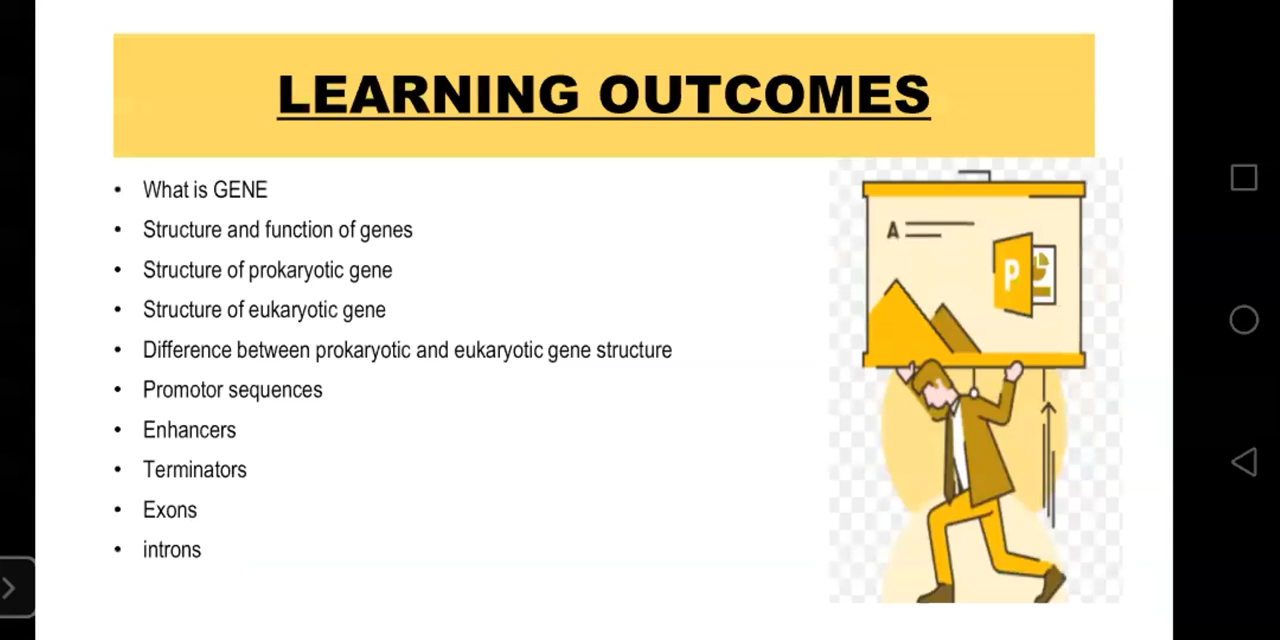 LEARNING OUTCOMES
• What is GENE
• Structure and function of genes
• Structure of prokaryotic gene
• Structure of eukaryotic gene
• Difference between prokaryotic and eukaryotic gene structure
• Promotor sequences
• Enhancers
• Terminators
• Exons
• introns
A
P